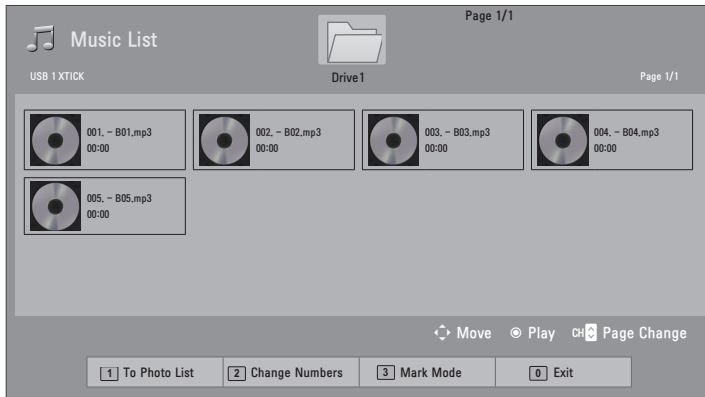 Page 1/1
Music List
USB 1 XTICK
Drive1
Page 1/1
001. - B01.mp3
00:00
002. - B02.mp3
00:00
003. - B03.mp3
00:00
004. - B04.mp3
00:00
005. - B05.mp3
00:00
Move Play CH Page Change
1 To Photo List 2 Change Numbers 3 Mark Mode 0 Exit